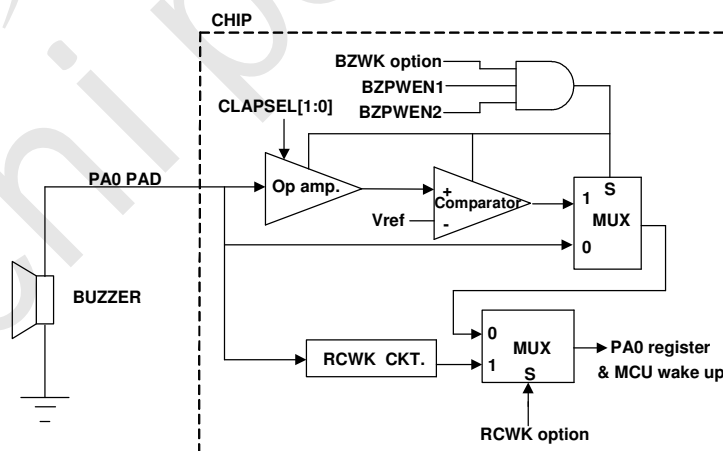 CHIP
BZWK option
BZPWEN1
BZPWEN2
CLAPSEL[1:0]
PA0 PAD
Op amp.
+
Comparator
Vref
-
1
S
MUX
0
BUZZER
RCWK CKT.
0
MUX
1
S
PA0 register
& MCU wake up
RCWK option